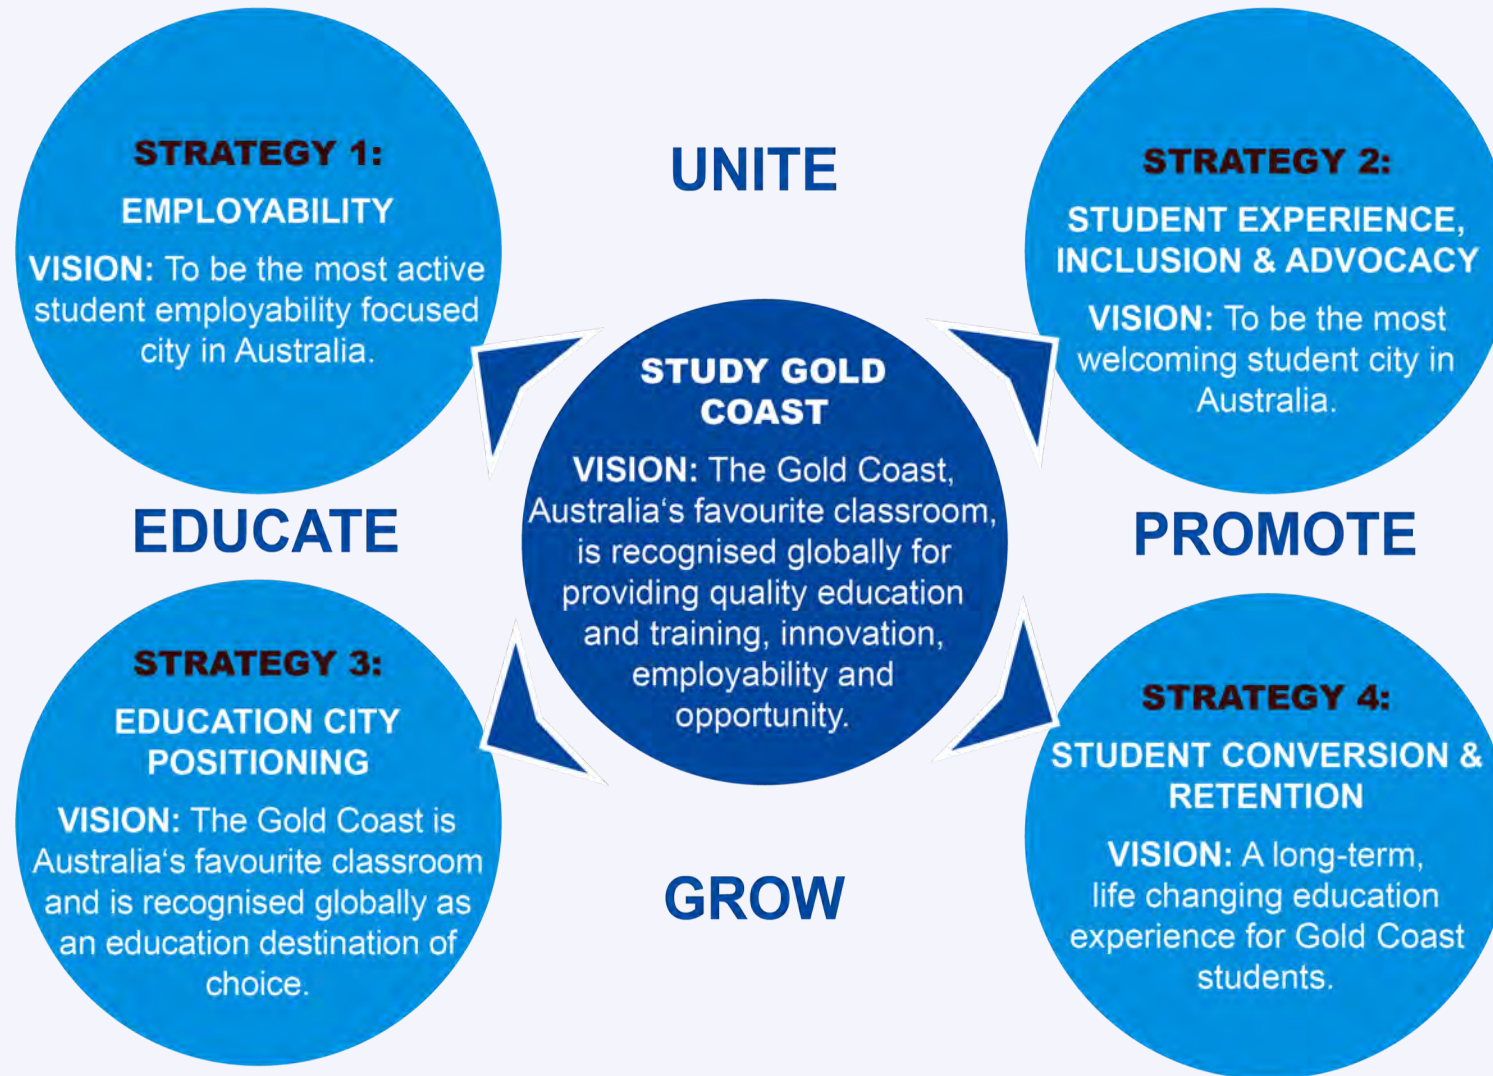 STRATEGY 1:
EMPLOYABILITY
VISION: To be the most active
student employability focused
city in Australia.
UNITE
STRATEGY 2:
STUDENT EXPERIENCE,
INCLUSION & ADVOCACY
VISION: To be the most
welcoming student city in
Australia.
STUDY GOLD
COAST
VISION: The Gold Coast,
Australia‘s favourite classroom,
is recognised globally for
providing quality education
and training, innovation,
employability and
opportunity.
EDUCATE
PROMOTE
STRATEGY 3:
EDUCATION CITY
POSITIONING
VISION: The Gold Coast is
Australia‘s favourite classroom
and is recognised globally as
an education destination of
choice.
GROW
STRATEGY 4:
STUDENT CONVERSION &
RETENTION
VISION: A long-term,
life changing education
experience for Gold Coast
students.